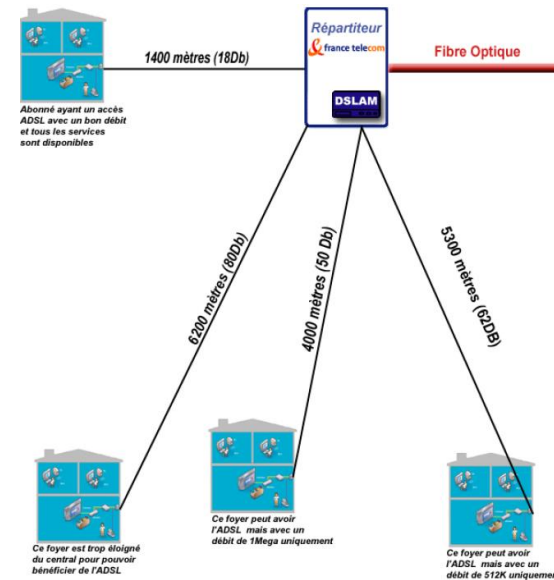 Répartiteur
& france telecom
DSLAM
Fibre Optique
1400 mètres (18Db)
Abonné ayant un accès
ADSL avec un bon débit
et tous les services
sont disponibles
6200 mètres (80Db)
4000 mètres (50 Db)
5300 mètres (62DB)
Ce foyer est trop éloigné
du central pour pouvoir
bénéficier de l'ADSL
Ce foyer peut avoir
l'ADSL mais avec un
débit de 1Mega uniquement
Ce foyer peut avoir
l'ADSL mais avec un
débit de 512K uniquement